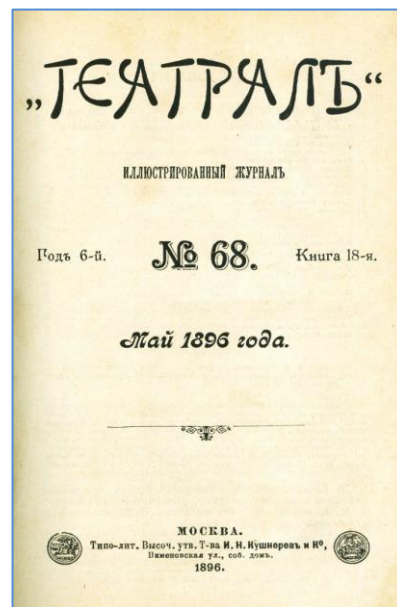 „ТЕАТРАЛЪ“
ИЛЛЮСТРИРОВАННЫЙ ЖУРНАЛЪ
Годъ 6-й. № 68. Книга 18-я.
Май 1896 года.
МОСКВА.
Типо-лит. Высоч. утв. Т-ва И. Н. Кушнеревъ и К⁰,
Пименовская ул., соб. домъ.
1896.